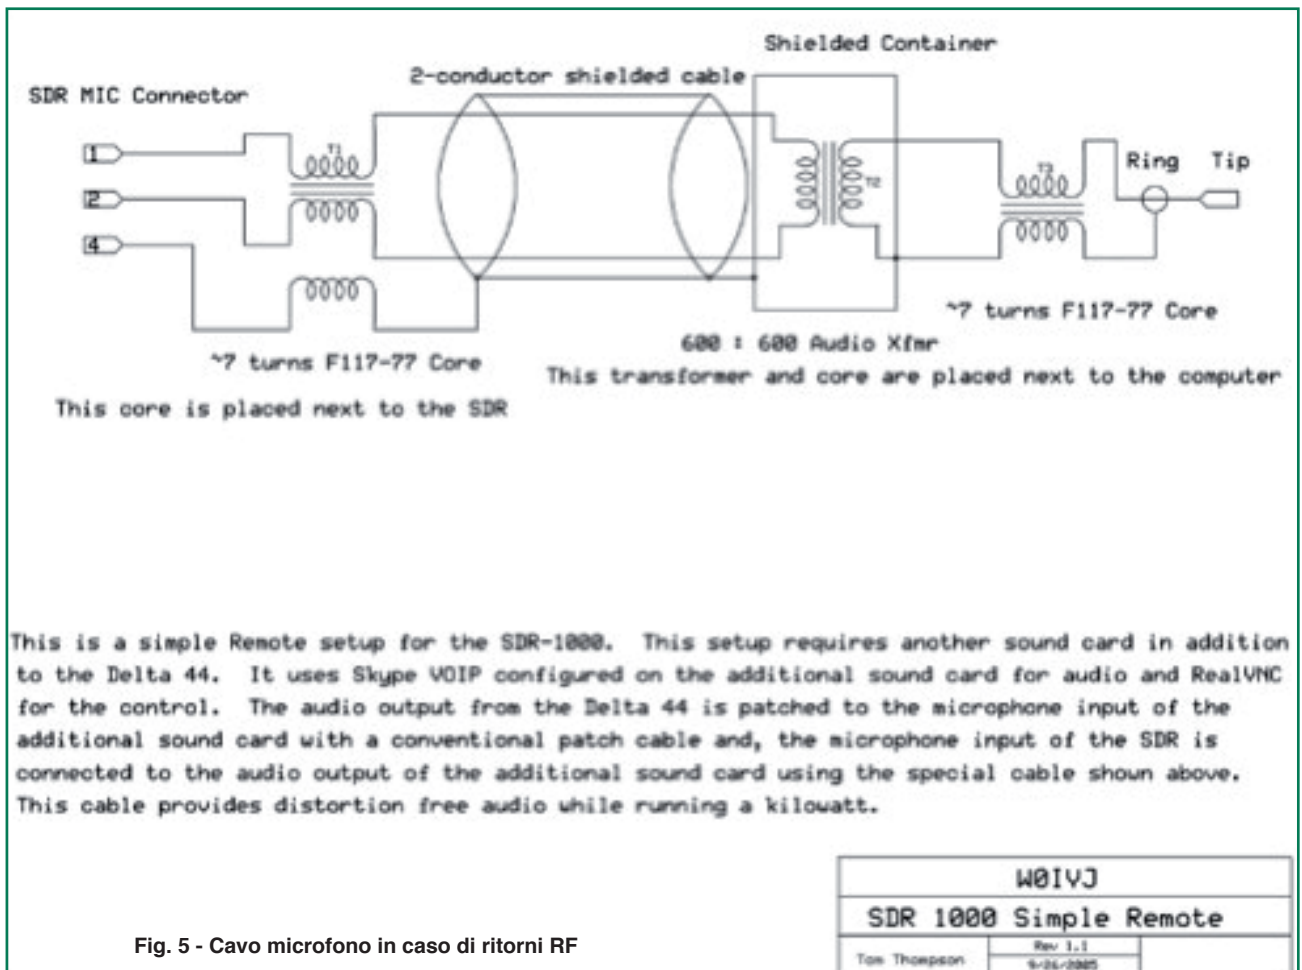 Shielded Container
2-conductor shielded cable
SDR MIC Connector
1
2
4
T1
T2
T3
Ring Tip
~7 turns F117-77 Core
600 : 600 Audio Xfmr
~7 turns F117-77 Core
This transformer and core are placed next to the computer
This core is placed next to the SDR
This is a simple Remote setup for the SDR-1000. This setup requires another sound card in addition
to the Delta 44. It uses Skype VOIP configured on the additional sound card for audio and RealVNC
for the control. The audio output from the Delta 44 is patched to the microphone input of the
additional sound card with a conventional patch cable and, the microphone input of the SDR is
connected to the audio output of the additional sound card using the special cable shown above.
This cable provides distortion free audio while running a kilowatt.
W0IVJ
SDR 1000 Simple Remote
Tom Thompson
Rev 1.1
9/26/2005
Fig. 5 - Cavo microfono in caso di ritorni RF